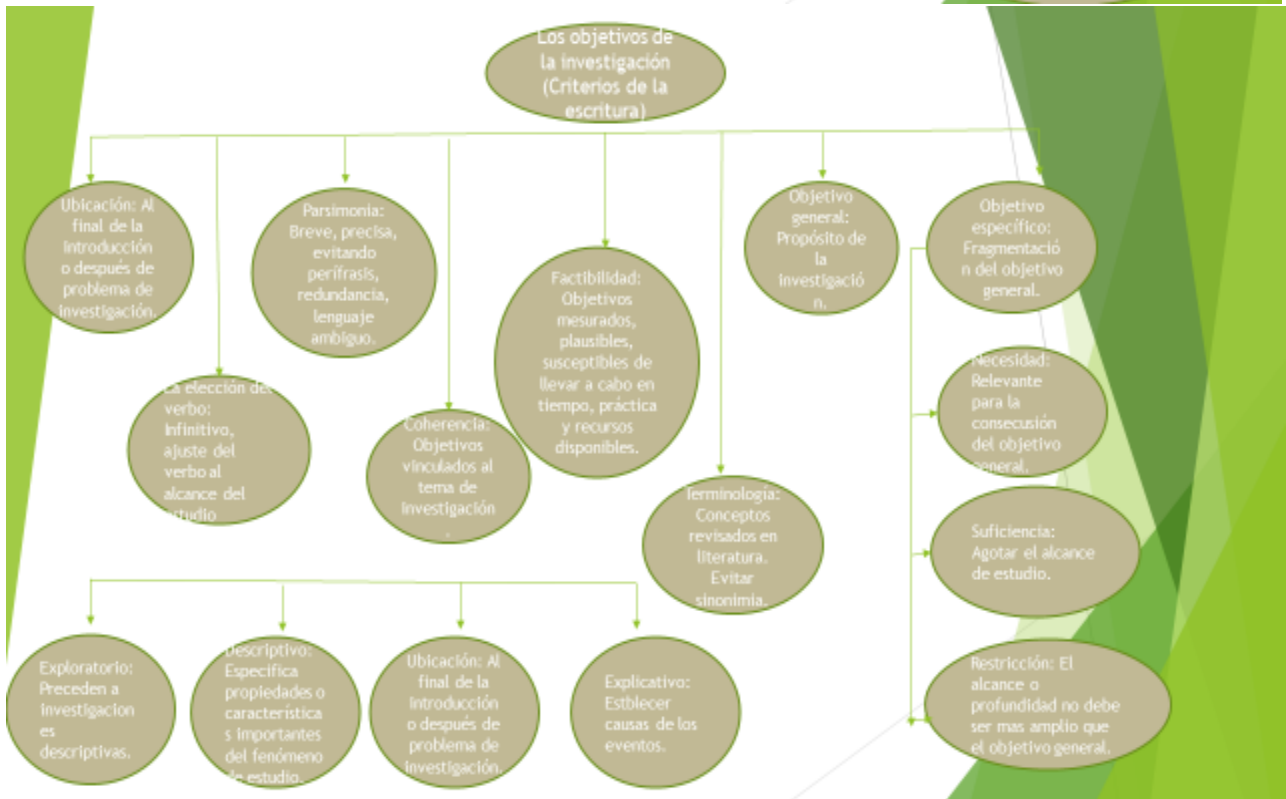 Los objetivos de
la investigación
(Criterios de la
escritura)
Ubicación: Al
final de la
introducción
o después de
problema de
investigación.
La elección del
verbo:
Infinitivo,
ajuste del
verbo al
alcance del
estudio
Parsimonia:
Breve, precisa,
evitando
perífrasis,
redundancia,
lenguaje
ambiguo.
Coherencia:
Objetivos
vinculados al
tema de
investigación
.
Factibilidad:
Objetivos
mesurados,
plausibles,
susceptibles de
llevar a cabo en
tiempo, práctica
y recursos
disponibles.
Terminología:
Conceptos
revisados en
literatura.
Evitar
sinonimia.
Objetivo
general:
Propósito de
la
investigació
n.
Objetivo
específico:
Fragmentació
n del objetivo
general.
Necesidad:
Relevante
para la
consecusión
del objetivo
general.
Suficiencia:
Agotar el alcance
de estudio.
Restricción: El
alcance o
profundidad no debe
ser mas amplio que
el objetivo general.
Exploratorio:
Preceden a
investigacion
es
descriptivas.
Descriptivo:
Especifica
propiedades o
característica
s importantes
del fenómeno
de estudio.
Ubicación: Al
final de la
introducción
o después de
problema de
investigación.
Explicativo:
Estblecer
causas de los
eventos.